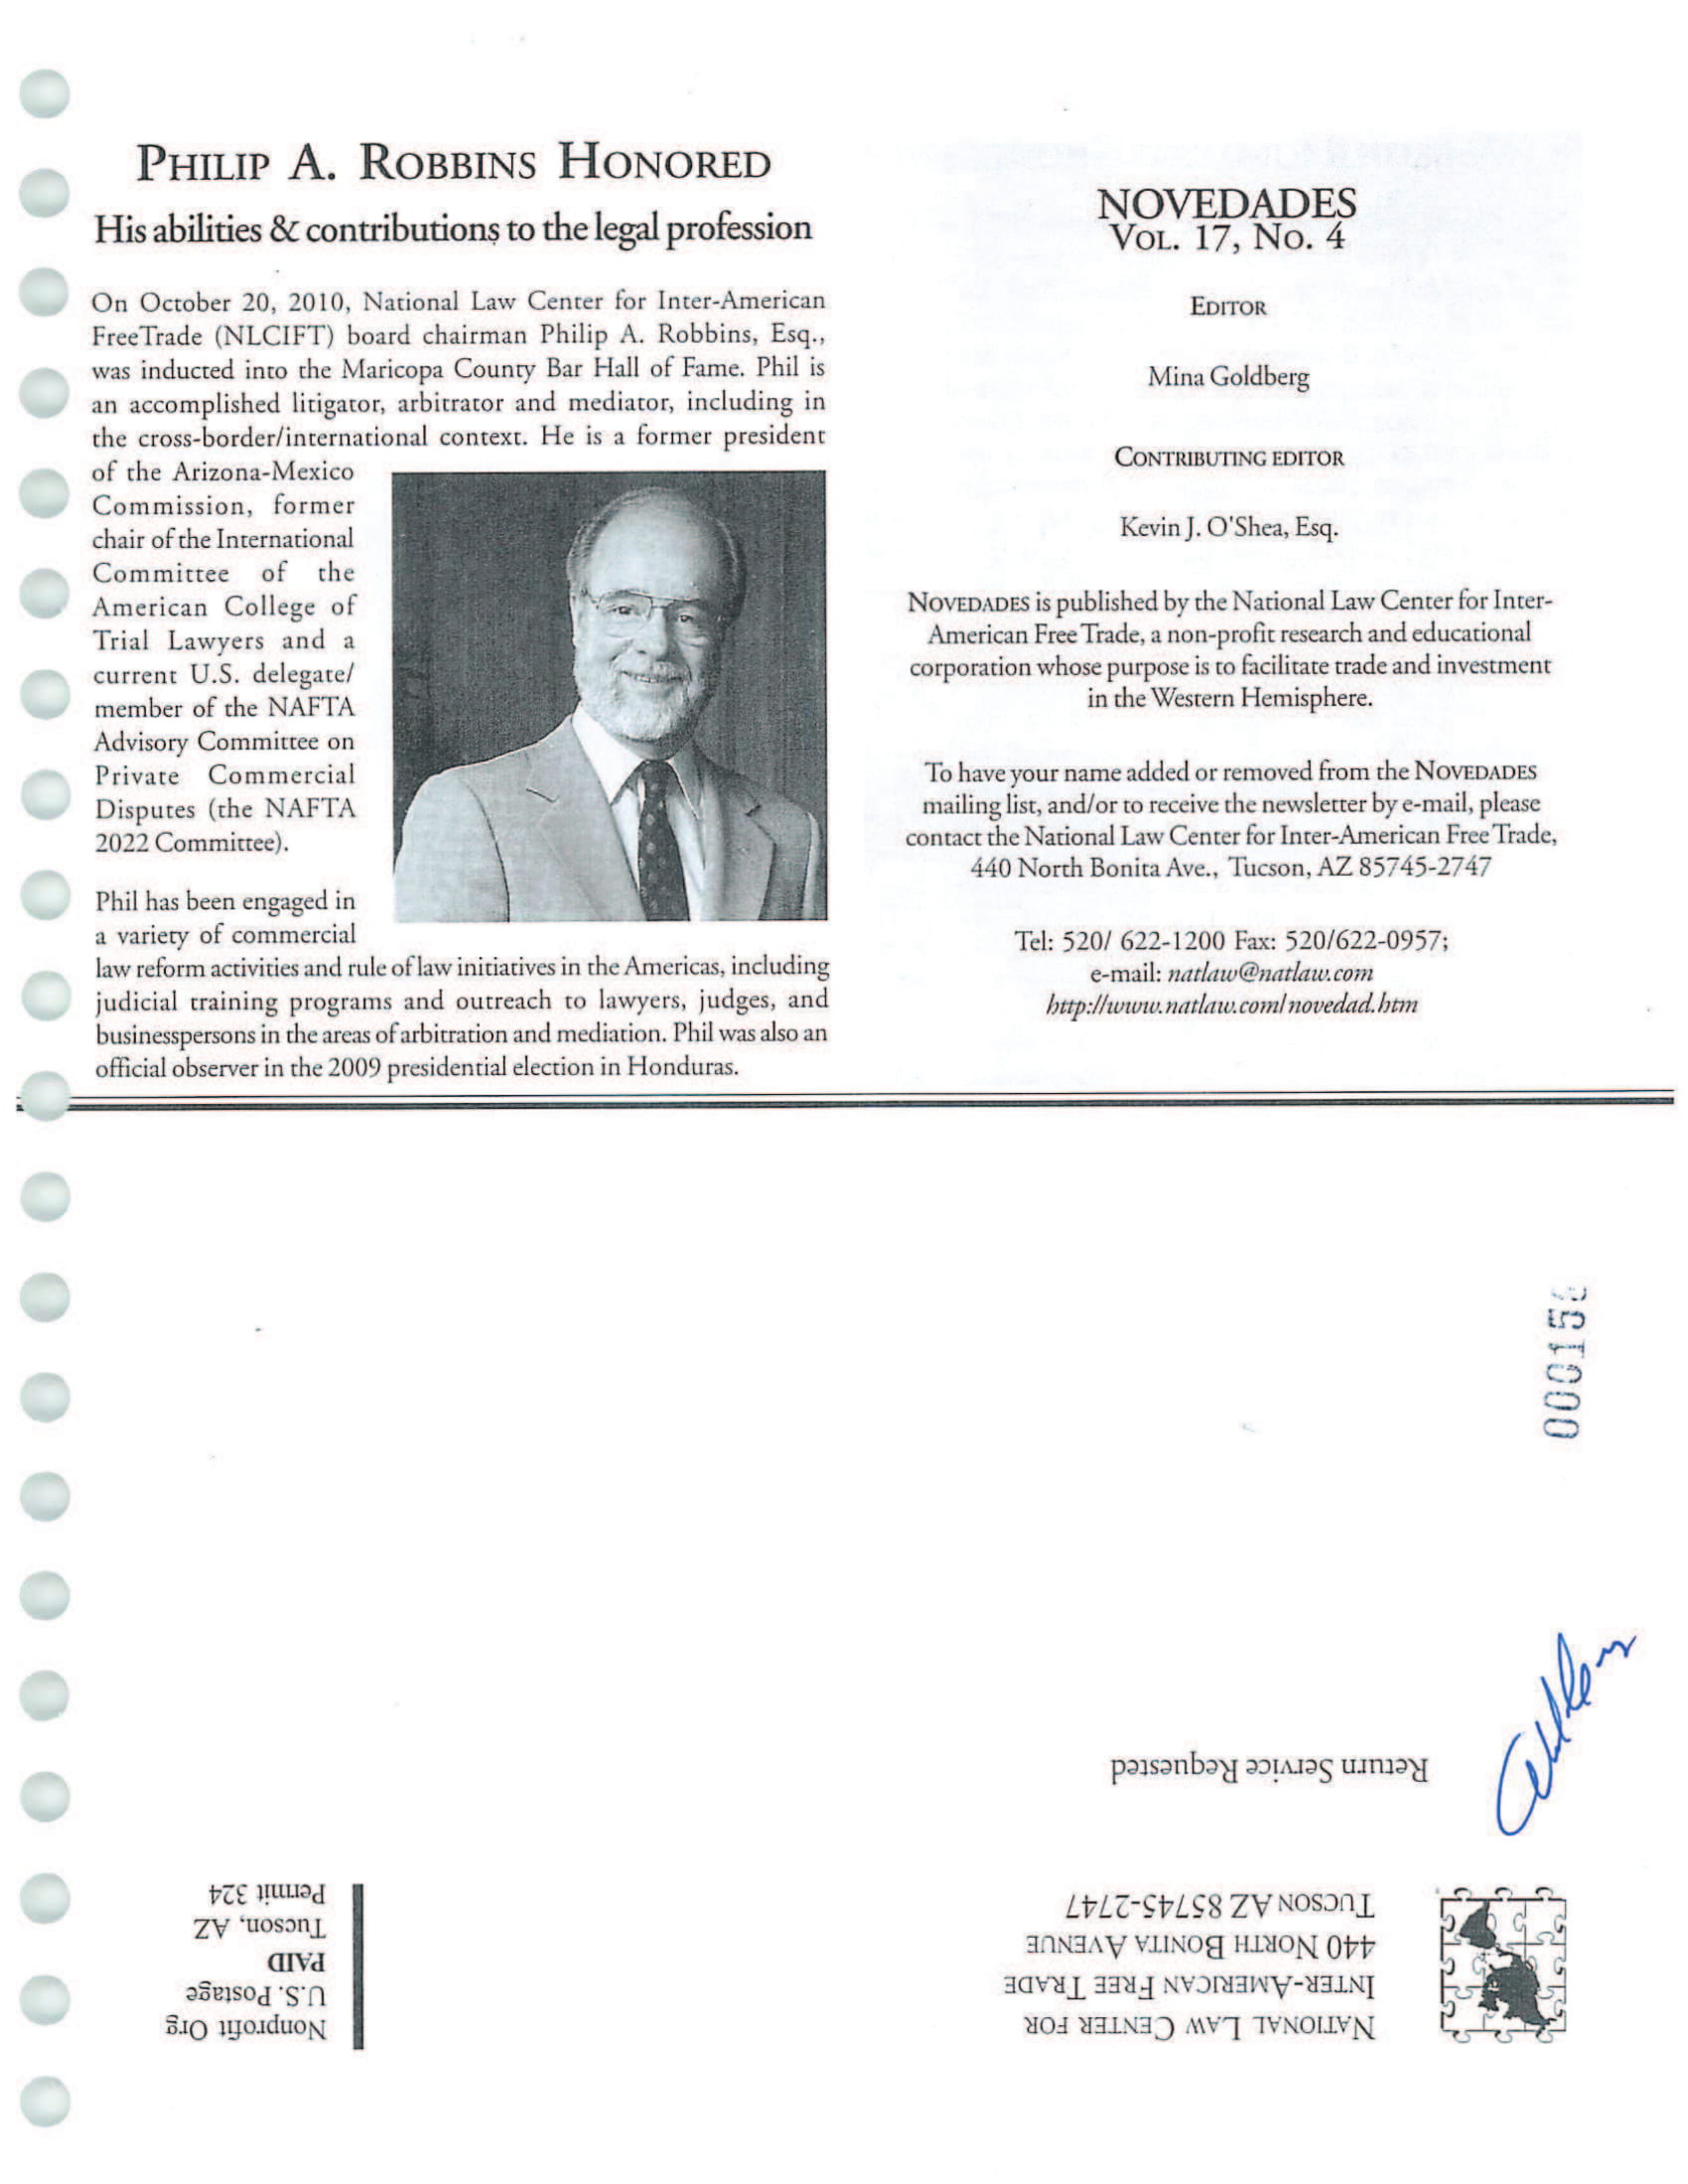 PHILIP A. ROBBINS HONORED
His abilities & contributions to the legal profession
On October 20, 2010, National Law Center for Inter-American
FreeTrade (NLCIFT) board chairman Philip A. Robbins, Esq.,
was inducted into the Maricopa County Bar Hall of Fame. Phil is
an accomplished litigator, arbitrator and mediator, including in
the cross-border/international context. He is a former president
of the Arizona-Mexico
Commission, former
chair of the International
Committee of the
American College of
Trial Lawyers and a
current U.S. delegate/
member of the NAFTA
Advisory Committee on
Private Commercial
Disputes (the NAFTA
2022 Committee).
Phil has been engaged in
a variety of commercial
law reform activities and rule of law initiatives in the Americas, including
judicial training programs and outreach to lawyers, judges, and
businesspersons in the areas of arbitration and mediation. Phil was also an
official observer in the 2009 presidential election in Honduras.
NOVEDADES
VOL. 17, NO. 4
EDITOR
Mina Goldberg
CONTRIBUTING EDITOR
Kevin J. O'Shea, Esq.
NOVEDADES is published by the National Law Center for Inter-
American Free Trade, a non-profit research and educational
corporation whose purpose is to facilitate trade and investment
in the Western Hemisphere.
To have your name added or removed from the NOVEDADES
mailing list, and/or to receive the newsletter by e-mail, please
contact the National Law Center for Inter-American Free Trade,
440 North Bonita Ave., Tucson, AZ 85745-2747
Tel: 520/ 622-1200 Fax: 520/622-0957;
e-mail: natlaw@natlaw.com
http://www.natlaw.com/novedad.htm
NATIONAL LAW CENTER FOR
INTER-AMERICAN FREE TRADE
440 NORTH BONITA AVENUE
TUCSON AZ 85745-2747
Return Service Requested
Nonprofit Org
U.S. Postage
PAID
Tucson, AZ
Permit 324